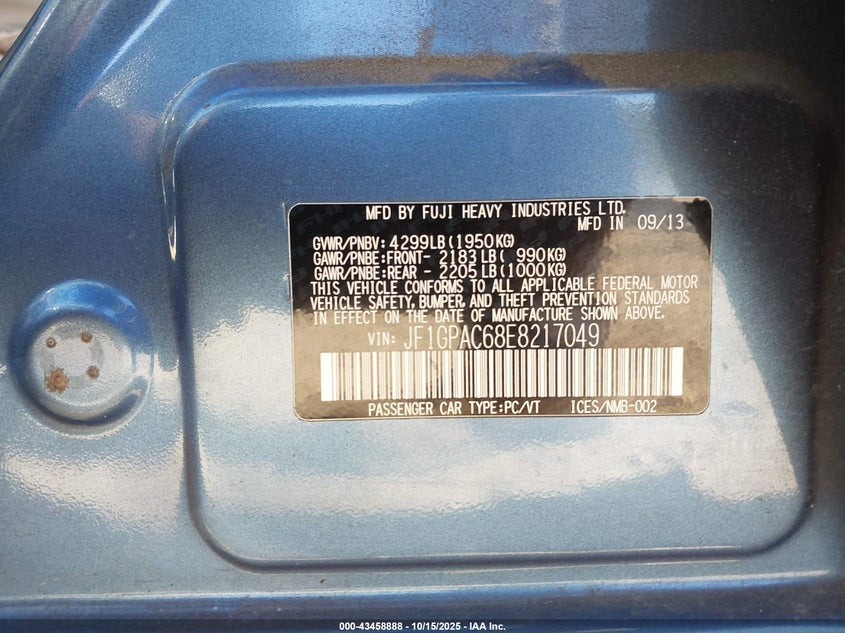 MFD BY FUJI HEAVY INDUSTRIES LTD.
MFD IN 09/13
GVWR/PNBV: 4299LB(1950KG)
GAWR/PNBE:FRONT- 2183LB( 990KG)
GAWR/PNBE:REAR - 2205LB(1000KG)
THIS VEHICLE CONFORMS TO ALL APPLICABLE FEDERAL MOTOR
VEHICLE SAFETY, BUMPER, AND THEFT PREVENTION STANDARDS
IN EFFECT ON THE DATE OF MANUFACTURE SHOWN ABOVE.
VIN: JF1GPAC68E8217049
PASSENGER CAR TYPE:PC/VT ICES/NMB-002
000-43458888 - 10/15/2025 - IAA Inc.